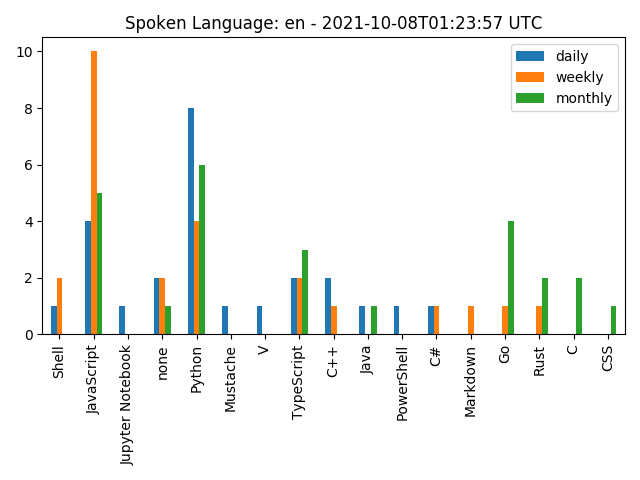 Spoken Language: en - 2021-10-08T01:23:57 UTC
daily
weekly
monthly
10
8
6
4
2
0
Shell
JavaScript
Jupyter Notebook
none
Python
Mustache
V
TypeScript
C++
Java
PowerShell
C#
Markdown
Go
Rust
C
CSS